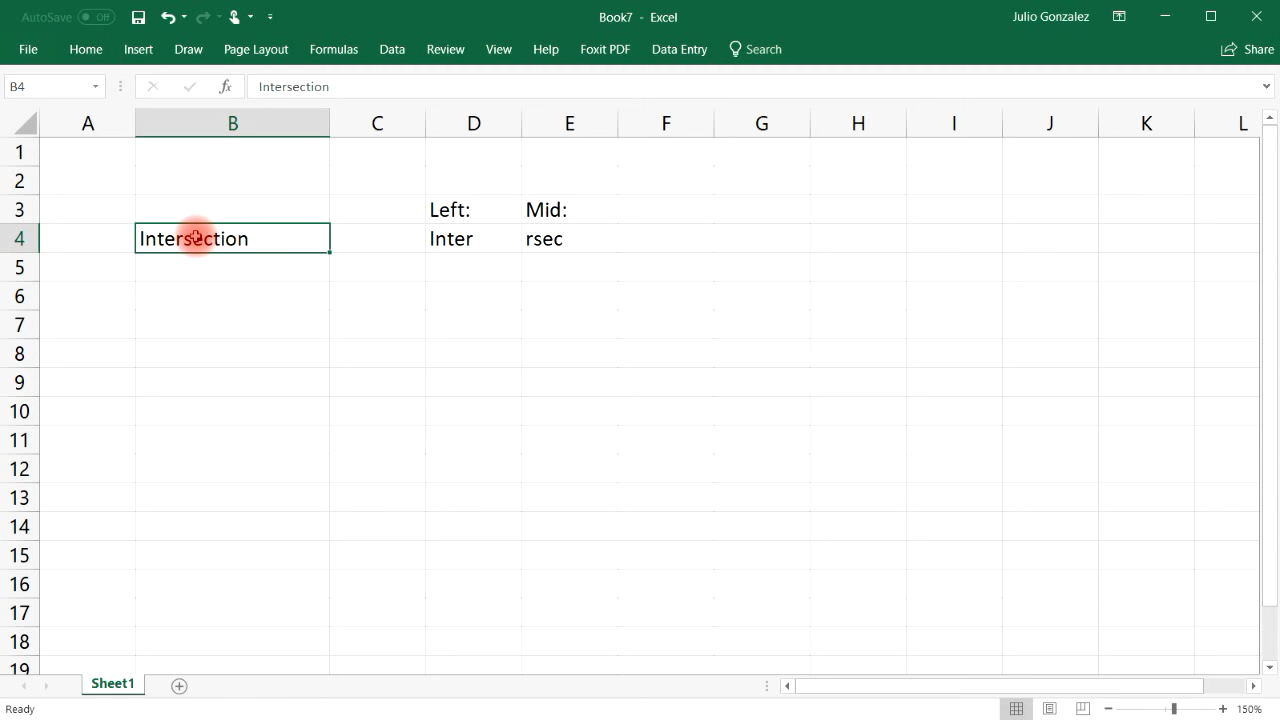 AutoSave Off Book7 - Excel Julio Gonzalez
File Home Insert Draw Page Layout Formulas Data Review View Help Foxit PDF Data Entry Search Share
B4 fx Intersection
A B C D E F G H I J K L
1
2
3 Left: Mid:
4 Intersection Inter rsec
5
6
7
8
9
10
11
12
13
14
15
16
17
18
19
Sheet1
Ready 150%